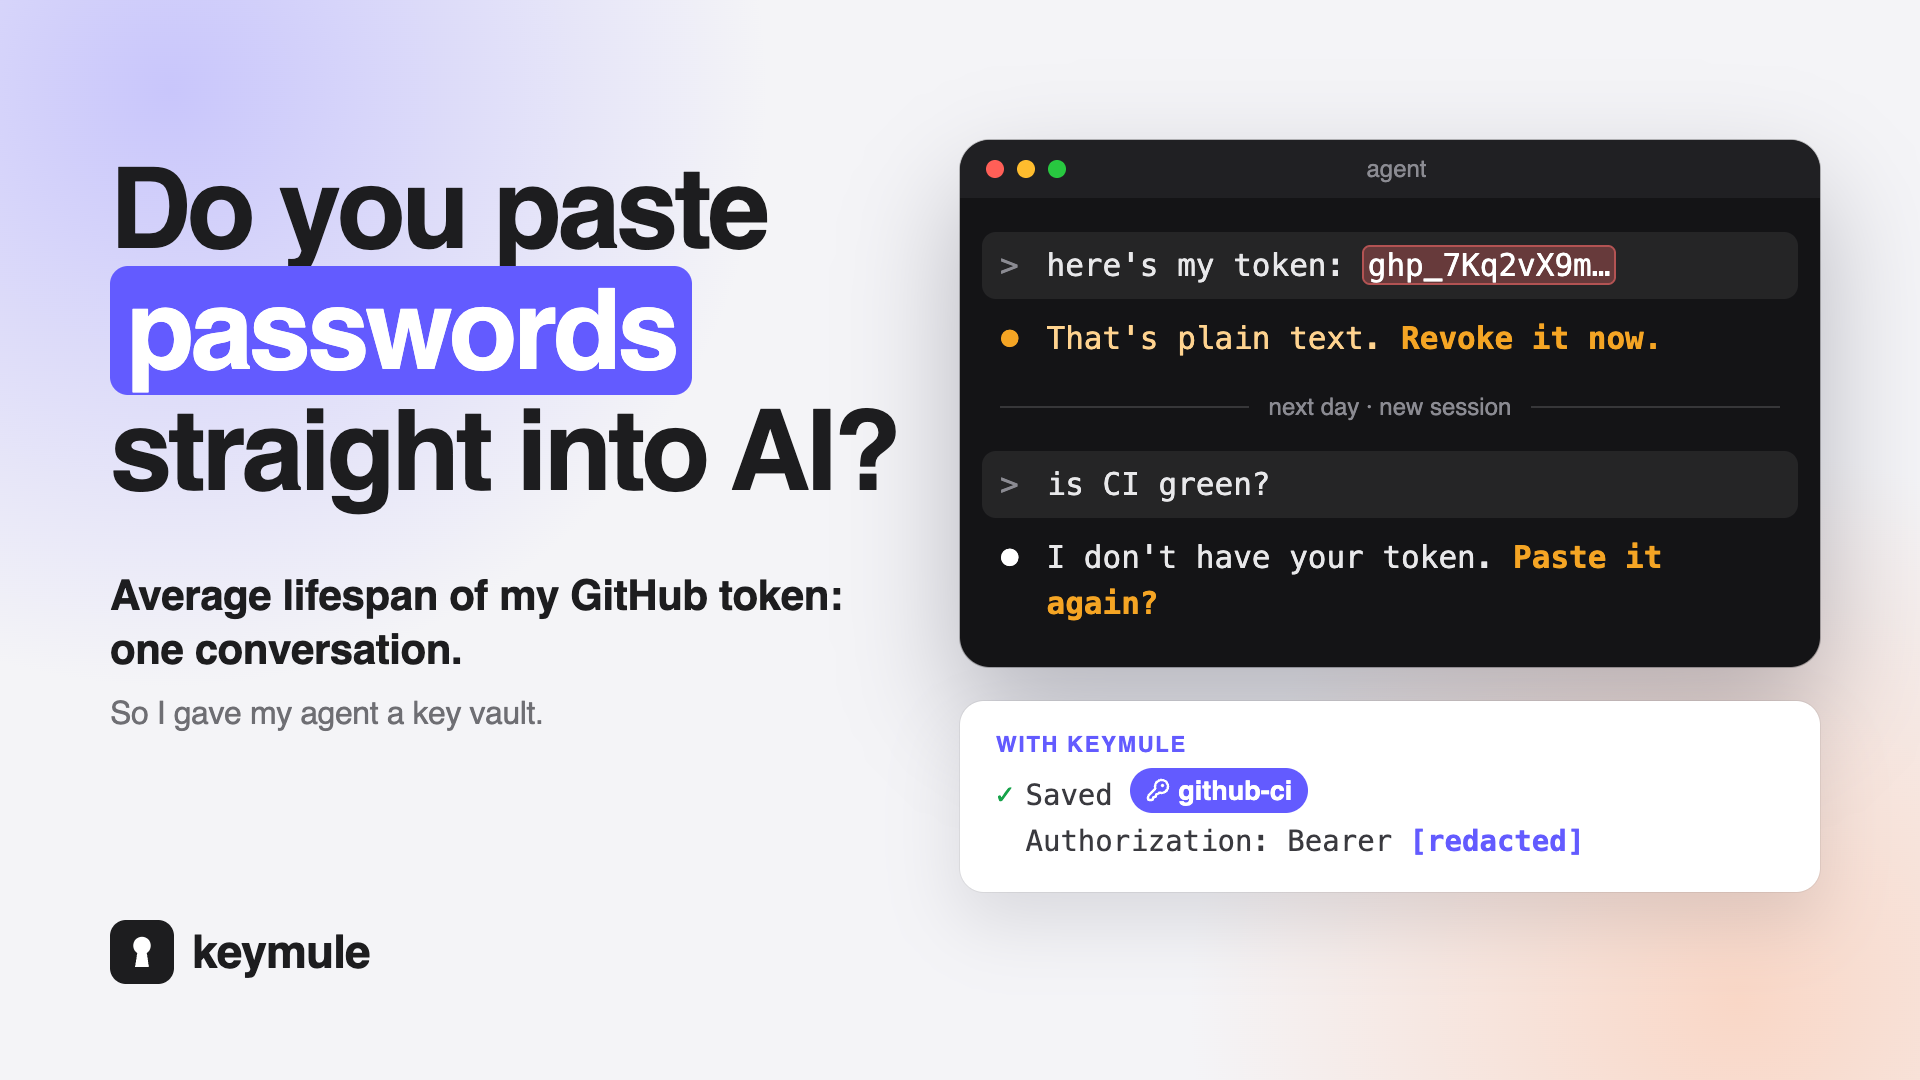 Do you paste
passwords
straight into AI?
Average lifespan of my GitHub token:
one conversation.
So I gave my agent a key vault.
keymule
agent
> here's my token: ghp_7Kq2vX9m…
That's plain text. Revoke it now.
next day · new session
> is CI green?
I don't have your token. Paste it
again?
WITH KEYMULE
✓ Saved github-ci
Authorization: Bearer [redacted]